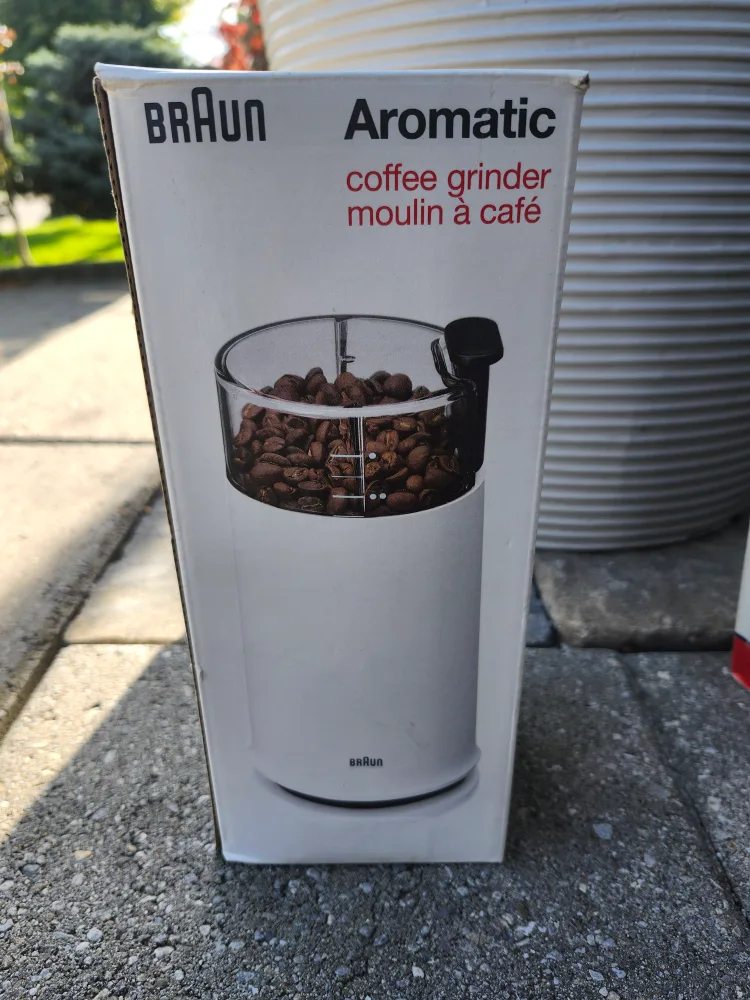 BRAUN
Aromatic
coffee grinder
moulin à café
BRAUN